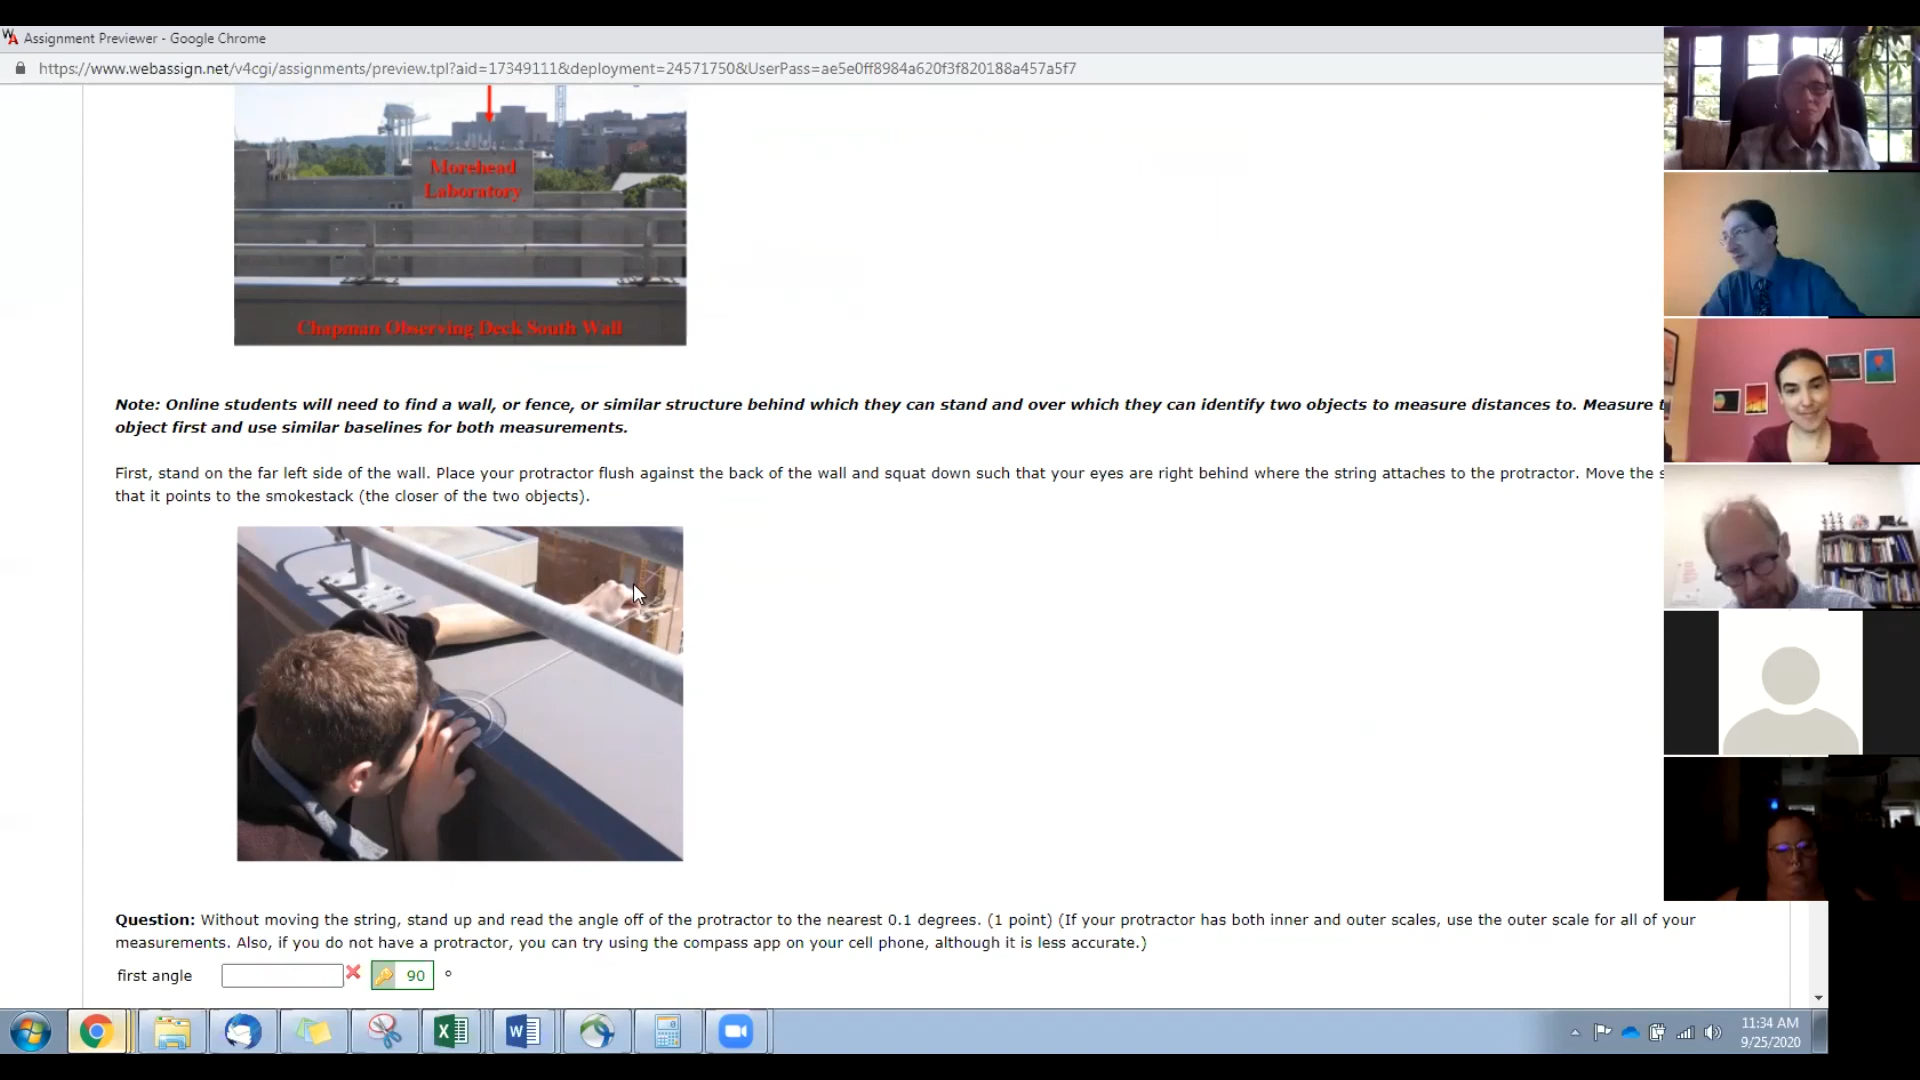 Assignment Previewer - Google Chrome
https://www.webassign.net/v4cgi/assignments/preview.tpl?aid=17349111&deployment=24571750&UserPass=ae5e0ff8984a620f3f820188a457a5f7
Morehead
Laboratory
Chapman Observing Deck South Wall
Note: Online students will need to find a wall, or fence, or similar structure behind which they can stand and over which they can identify two objects to measure distances to. Measure t
object first and use similar baselines for both measurements.
First, stand on the far left side of the wall. Place your protractor flush against the back of the wall and squat down such that your eyes are right behind where the string attaches to the protractor. Move the s
that it points to the smokestack (the closer of the two objects).
Question: Without moving the string, stand up and read the angle off of the protractor to the nearest 0.1 degrees. (1 point) (If your protractor has both inner and outer scales, use the outer scale for all of your
measurements. Also, if you do not have a protractor, you can try using the compass app on your cell phone, although it is less accurate.)
first angle 90 °
11:34 AM
9/25/2020